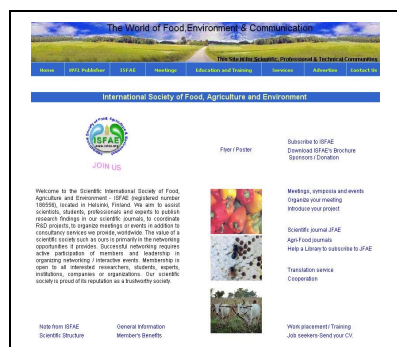 The World of Food,Environment & Communication
This Site is for Scientific, Professional & Technical Communities
Home WFL Publisher ISFAE Meetings Education and Training Services Advertise Contact Us
International Society of Food, Agriculture and Environment
ISFAE
JOIN US
Flyer / Poster
Subscribe to ISFAE
Download ISFAE's Brochure
Sponsors / Donation
Welcome to the Scientific International Society of Food,
Agriculture and Environment - ISFAE (registered number
186556), located in Helsinki, Finland. We aim to assist
scientists, students, professionals and experts to publish
research findings in our scientific journals, to coordinate
R&D projects, to organize meetings or events in addition to
consultancy services we provide, worldwide. The value of a
scientific society such as ours is primarily in the networking
opportunities it provides. Successful networking requires
active participation of members and leadership in
organizing networking / interactive events. Membership is
open to all interested researchers, students, experts,
institutions, companies or organizations. Our scientific
society is proud of its reputation as a trustworthy society.
Meetings, symposia and events
Organize your meeting
Introduce your project
Scientific journal JFAE
Agri-Food journals
Help a Library to subscribe to JFAE
Translation service
Cooperation
Note from ISFAE General Information
Scientific Structure Member's Benefits
Work placement / Training
Job seekers-Send your CV.